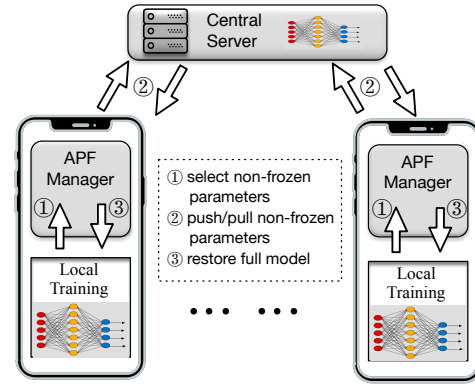 Central
Server
②
②
APF
Manager
①
③
Local
Training
① select non-frozen
parameters
② push/pull non-frozen
parameters
③ restore full model
APF
Manager
①
③
Local
Training